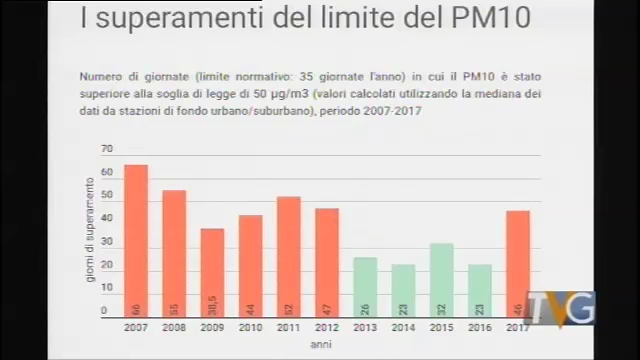 I superamenti del limite del PM10
Numero di giornate (limite normativo: 35 giornate l'anno) in cui il PM10 è stato
superiore alla soglia di legge di 50 µg/m3 (valori calcolati utilizzando la mediana dei
dati da stazioni di fondo urbano/suburbano), periodo 2007-2017
70
60
50
40
30
20
10
0
giorni di superamento
66
55
38,5
44
52
47
26
23
32
23
46
2007 2008 2009 2010 2011 2012 2013 2014 2015 2016 2017
anni
TVG